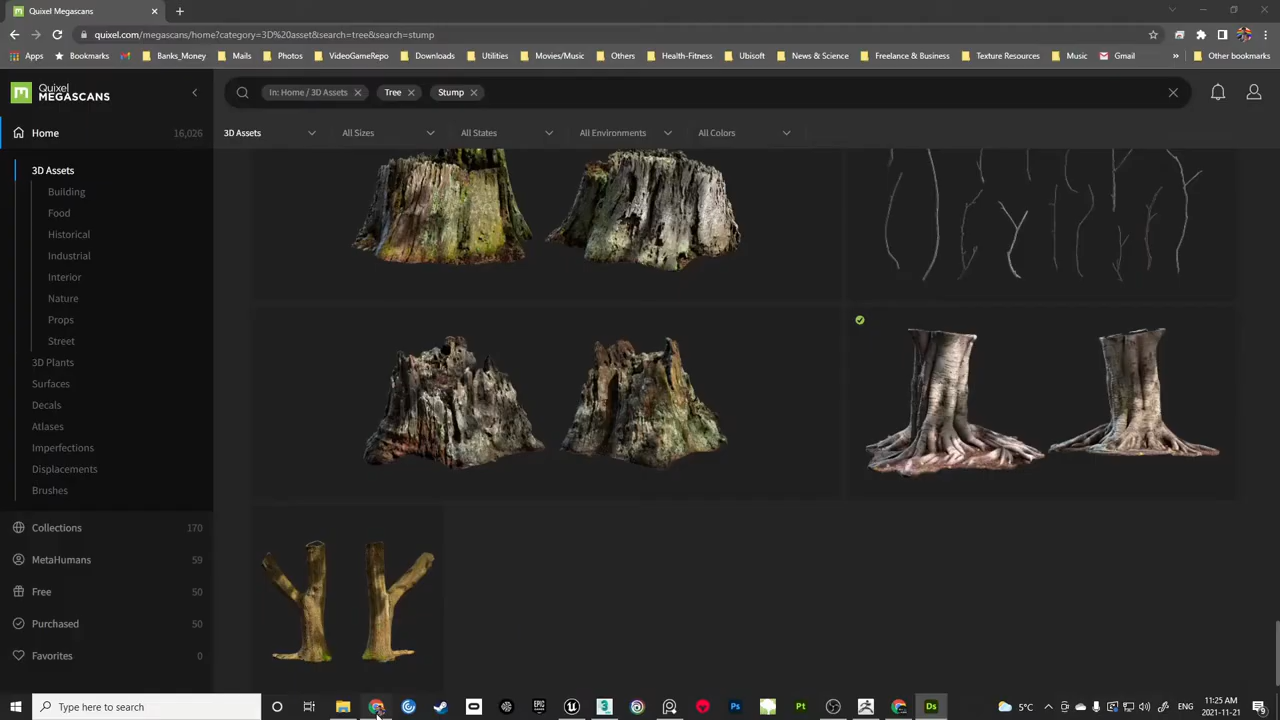 Quixel Megascans
quixel.com/megascans/home?category=3D%20asset&search=tree&search=stump
Apps Bookmarks Banks_Money Mails Photos VideoGameRepo Downloads Utilities Movies/Music Others Health-Fitness Ubisoft News & Science Freelance & Business Texture Resources Music Gmail Other bookmarks
Quixel
MEGASCANS
In: Home / 3D Assets Tree Stump
Home 16,026
3D Assets All Sizes All States All Environments All Colors
3D Assets
Building
Food
Historical
Industrial
Interior
Nature
Props
Street
3D Plants
Surfaces
Decals
Atlases
Imperfections
Displacements
Brushes
Collections 170
MetaHumans 59
Free 50
Purchased 50
Favorites 0
Type here to search
Ps
Pt
Ds
5°C
ENG
11:25 AM
2021-11-21